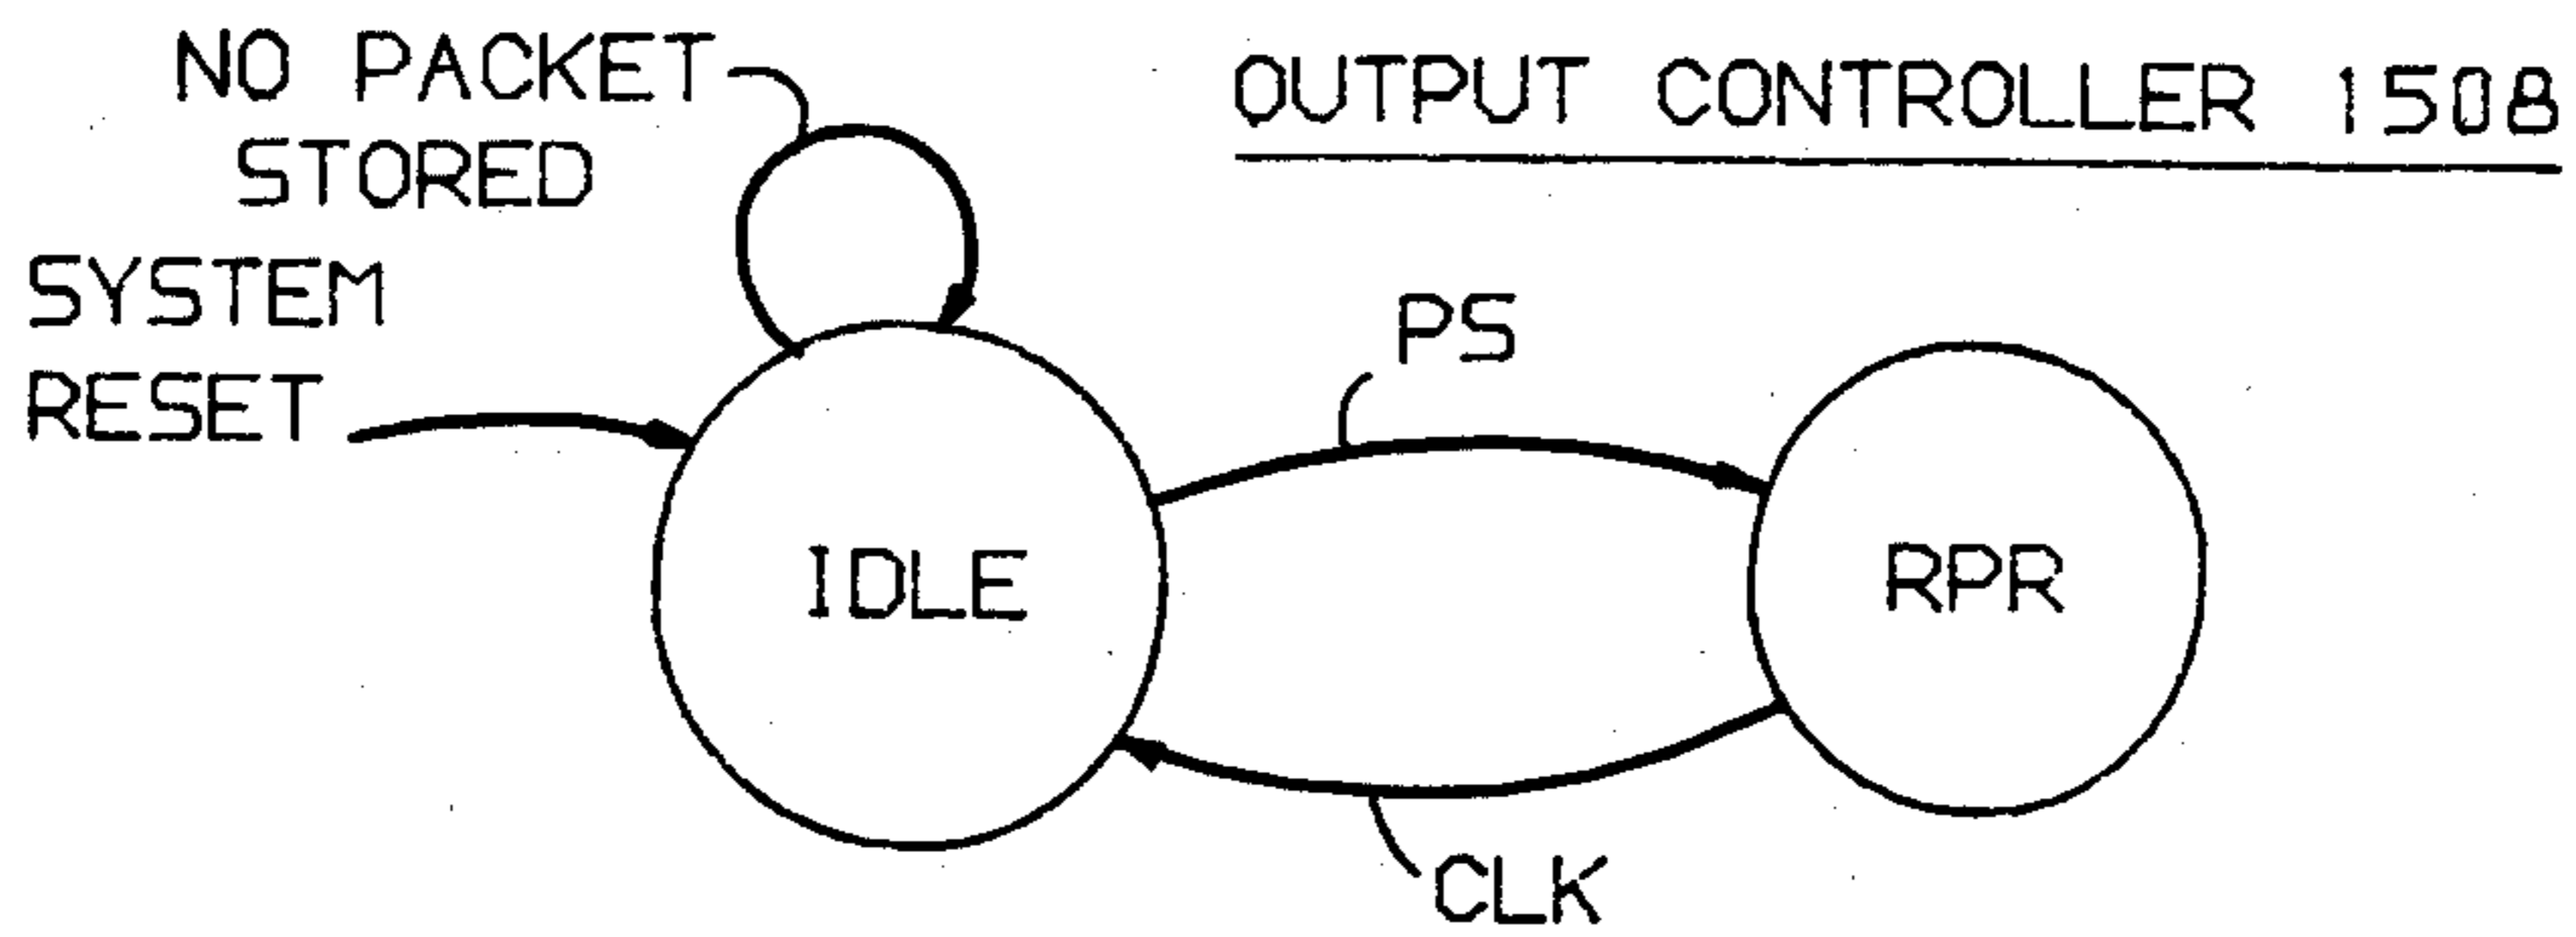 NO PACKET
STORED
OUTPUT CONTROLLER 1508
SYSTEM
RESET
PS
IDLE
RPR
CLK